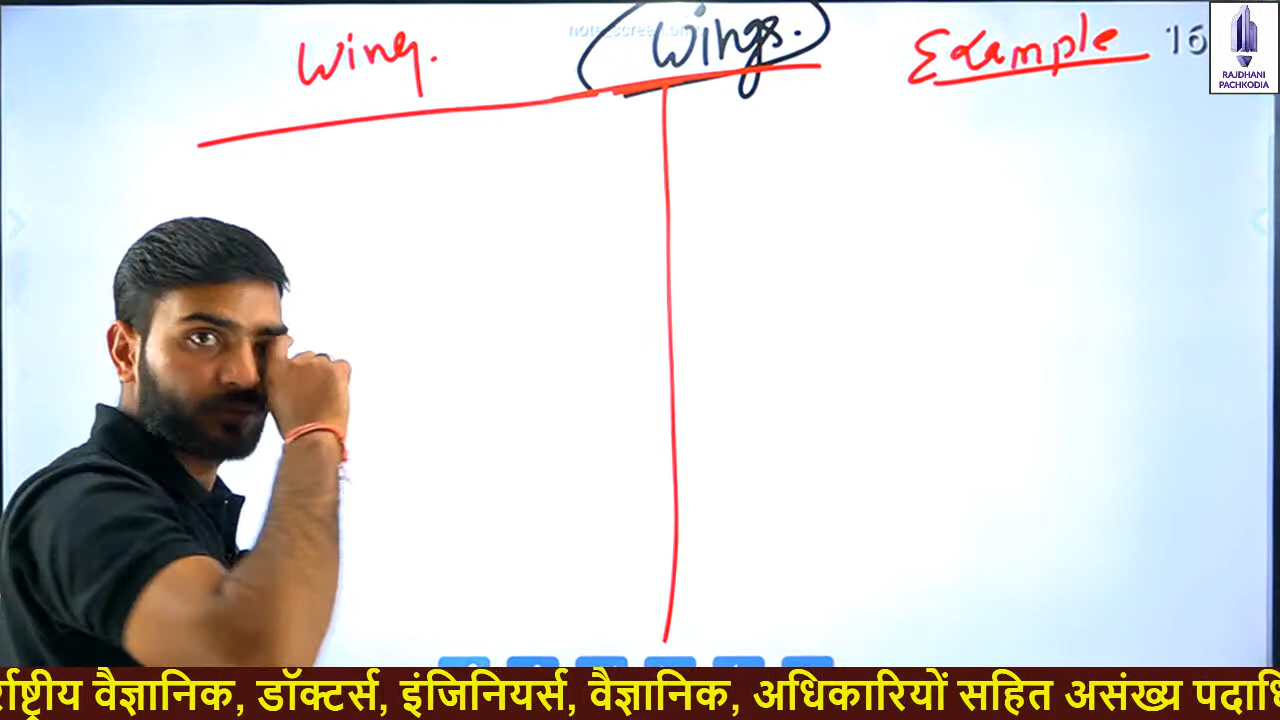 Wing.
Wings.
Example
16
RAJDHANI
PACHKODIA
र्राष्ट्रीय वैज्ञानिक, डॉक्टर्स, इंजिनियर्स, वैज्ञानिक, अधिकारियों सहित असंख्य पदाधि